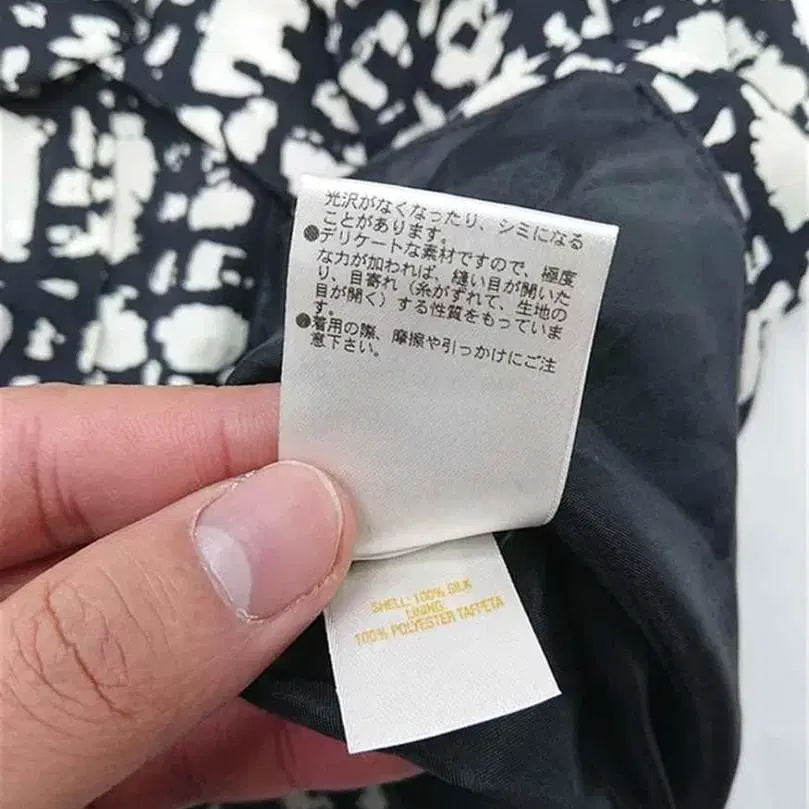 光沢がなくなったり、シミになる
ことがあります。
●デリケートな素材ですので、極度
な力が加われば、縫い目が開いた
り、目寄れ（糸がずれて、生地の
目が開く）する性質をもっていま
す。
●着用の際、摩擦や引っかけにご注
意下さい。
SHELL: 100% SILK
LINING:
100% POLYESTER TAFFETA